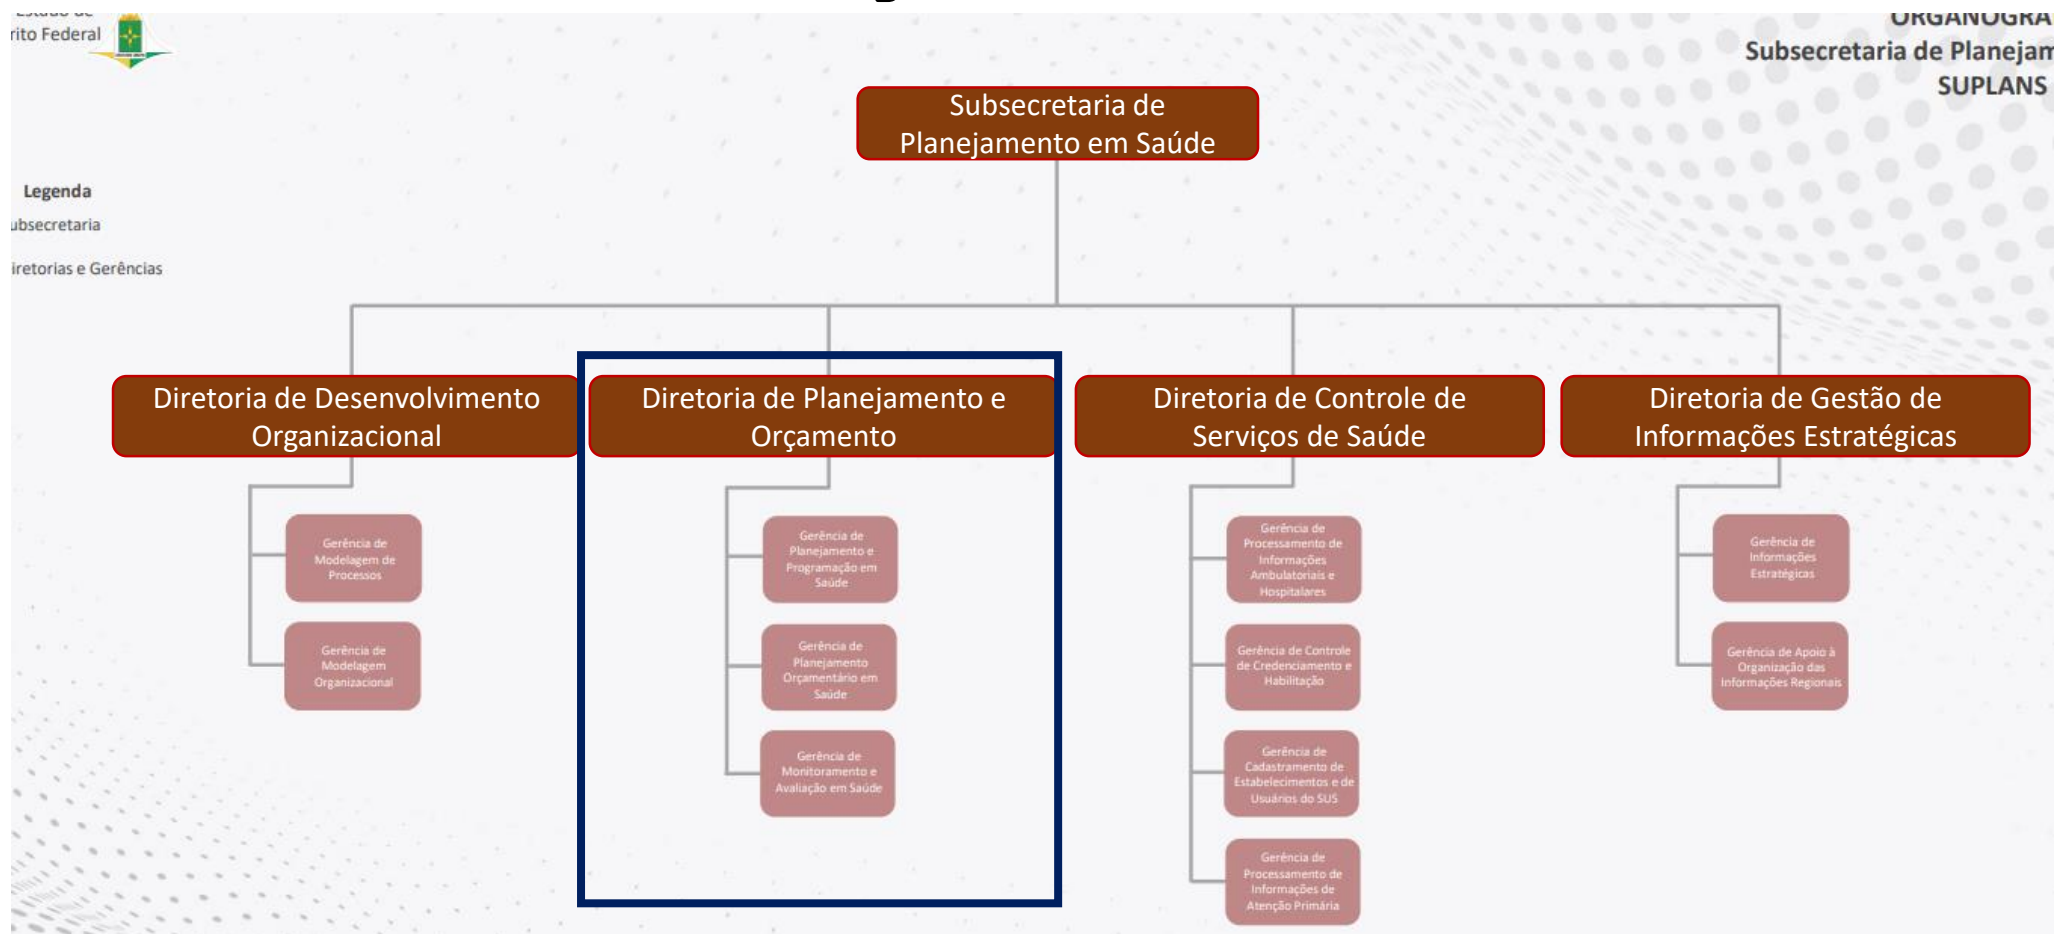 Estado de
rito Federal
ORGANOGRA
Subsecretaria de Planejam
SUPLANS
Subsecretaria de
Planejamento em Saúde
Legenda
ubsecretaria
iretorias e Gerências
Diretoria de Desenvolvimento
Organizacional
Diretoria de Planejamento e
Orçamento
Diretoria de Controle de
Serviços de Saúde
Diretoria de Gestão de
Informações Estratégicas
Gerência de
Modelagem de
Processos
Gerência de
Modelagem
Organizacional
Gerência de
Planejamento e
Programação em
Saúde
Gerência de
Planejamento
Orçamentário em
Saúde
Gerência de
Monitoramento e
Avaliação em Saúde
Gerência de
Processamento de
Informações
Ambulatoriais e
Hospitalares
Gerência de Controle
de Credenciamento e
Habilitação
Gerência de
Cadastramento de
Estabelecimentos e de
Usuários do SUS
Gerência de
Processamento de
Informações de
Atenção Primária
Gerência de
Informações
Estratégicas
Gerência de Apoio à
Organização das
Informações Regionais